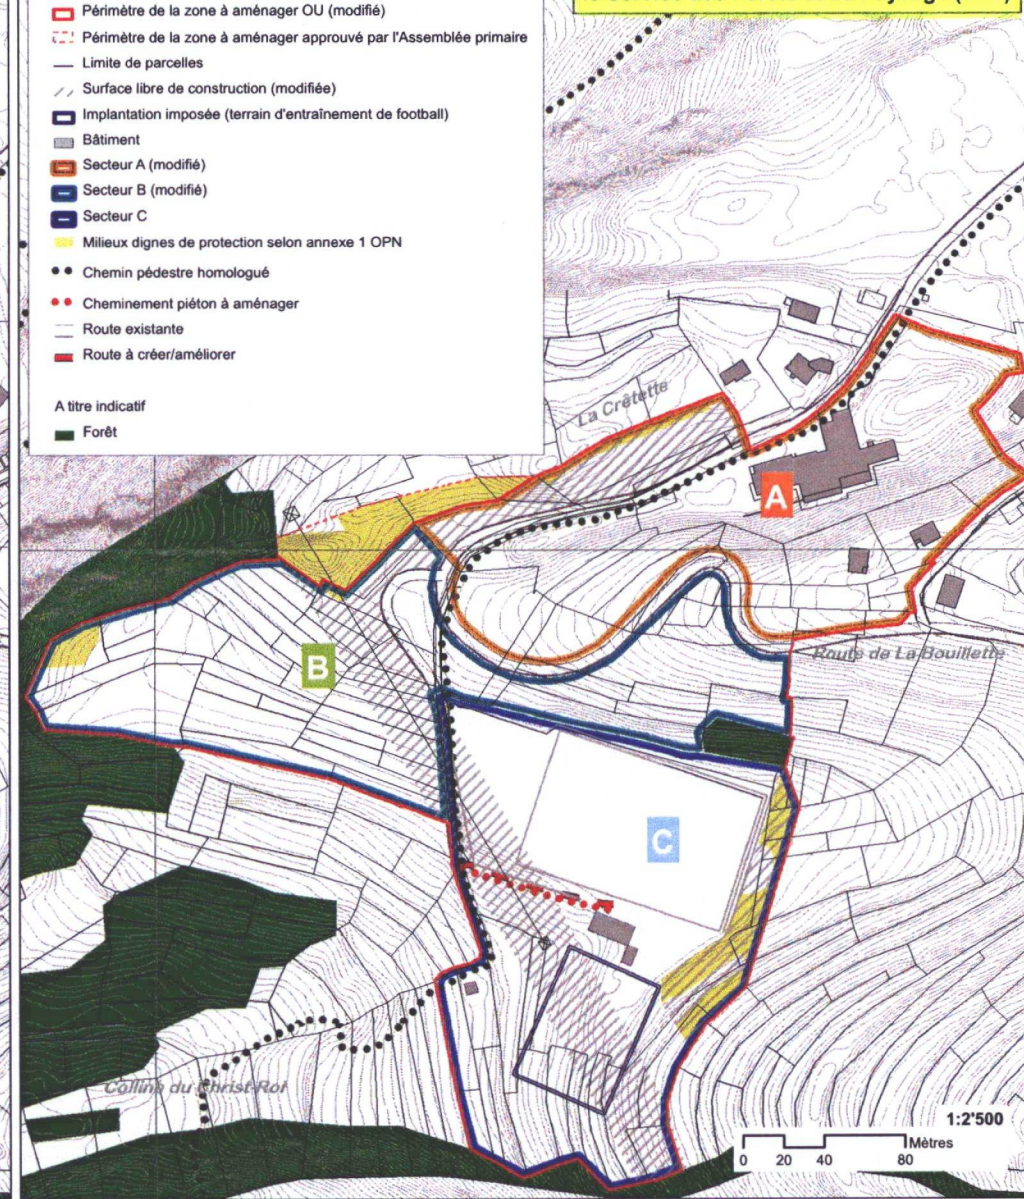 Périmètre de la zone à aménager OU (modifié)
Périmètre de la zone à aménager approuvé par l'Assemblée primaire
Limite de parcelles
Surface libre de construction (modifiée)
Implantation imposée (terrain d'entraînement de football)
Bâtiment
Secteur A (modifié)
Secteur B (modifié)
Secteur C
Milieux dignes de protection selon annexe 1 OPN
Chemin pédestre homologué
Cheminement piéton à aménager
Route existante
Route à créer/améliorer
A titre indicatif
Forêt
La Crêtette
A
B
Route de La Bouillette
C
Colline du Christ-Roi
1:2'500
Mètres
0 20 40 80